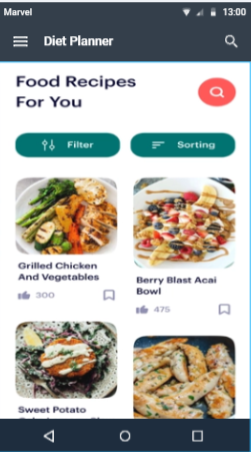 Marvel
13:00
Diet Planner
Food Recipes
For You
Filter
Sorting
Grilled Chicken
And Vegetables
300
Berry Blast Acai
Bowl
475
Sweet Potato